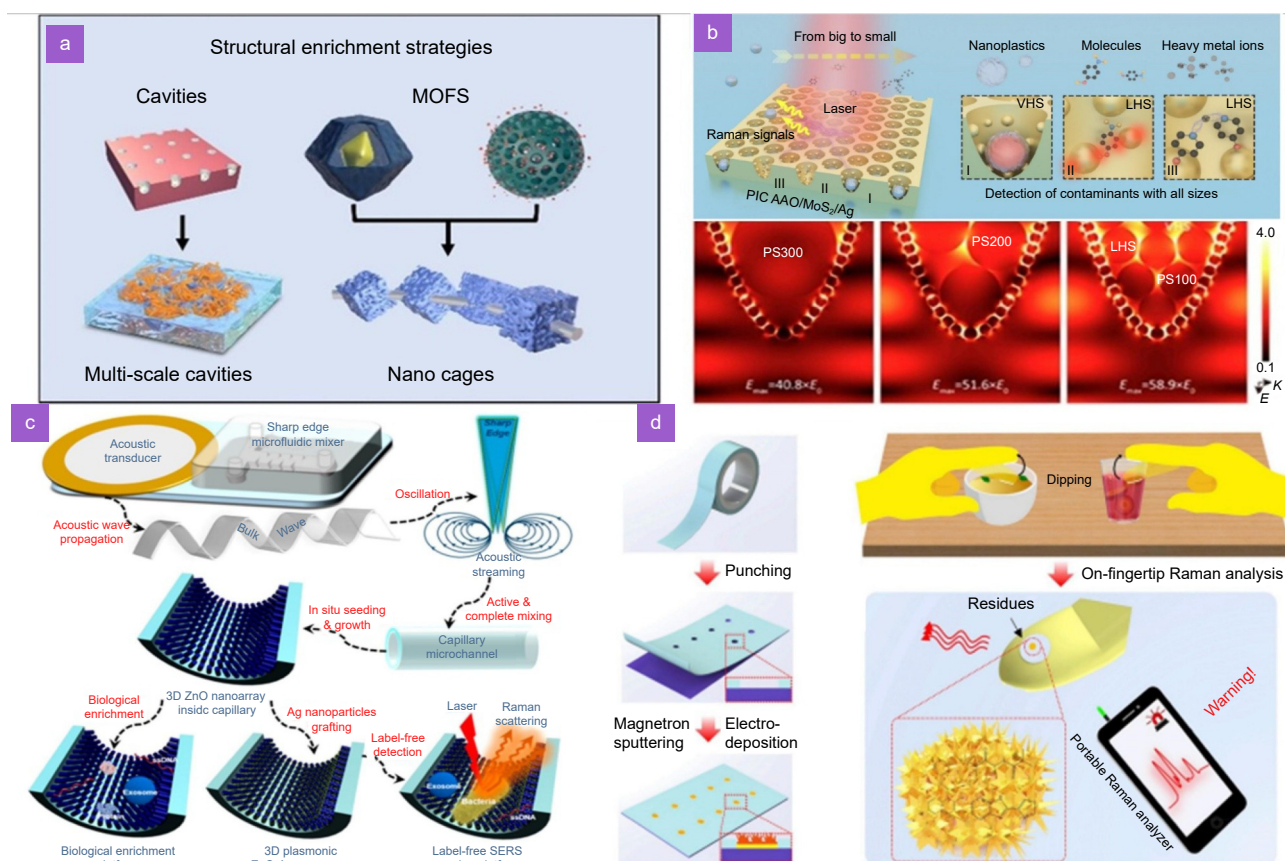 a
Structural enrichment strategies
Cavities
MOFS
Multi-scale cavities
Nano cages
b
From big to small
Nanoplastics
Molecules
Heavy metal ions
Laser
Raman signals
VHS
LHS
LHS
I
II
III
III
II
I
PIC AAO/MoS₂/Ag
Detection of contaminants with all sizes
PS300
PS200
LHS
PS100
4.0
0.1
K
E
Emax=40.8×E0
Emax=51.6×E0
Emax=58.9×E0
c
Acoustic
transducer
Sharp edge
microfluidic mixer
Sharp
Edge
Oscillation
Acoustic wave
propagation
Bulk
Wave
Acoustic
streaming
In situ seeding
& growth
Active &
complete mixing
Capillary
microchannel
Biological
enrichment
3D ZnO nanoarray
insidc capillary
Ag nanoparticles
grafting
Laser
Raman
scattering
Label-free
detection
ssDNA
Exosome
Protein
Exosome
Bacteria
ssDNA
Biological enrichment
3D plasmonic
Label-free SERS
d
Punching
Magnetron
sputtering
Electro-
deposition
Dipping
On-fingertip Raman analysis
Residues
Warning!
Portable Raman analyzer